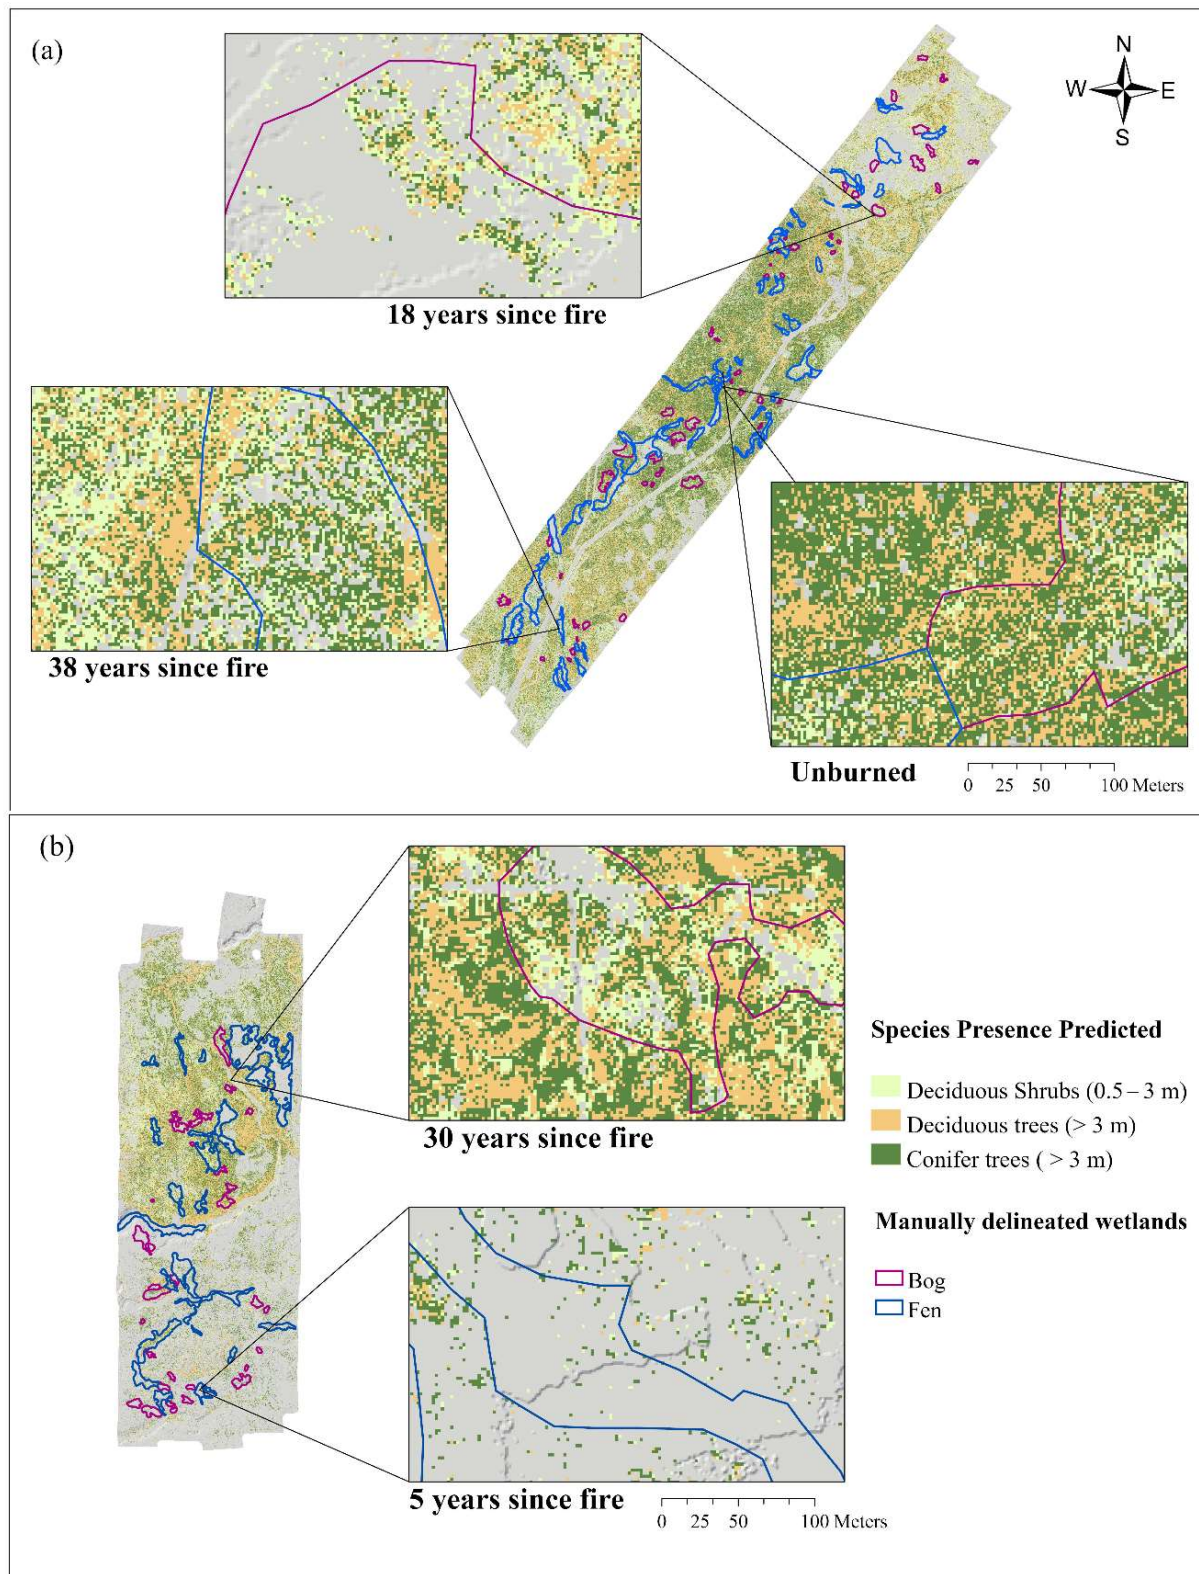 (a)
N
W E
S
18 years since fire
38 years since fire
Unburned
0 25 50 100 Meters
(b)
30 years since fire
Species Presence Predicted
Deciduous Shrubs (0.5 – 3 m)
Deciduous trees (> 3 m)
Conifer trees ( > 3 m)
Manually delineated wetlands
Bog
Fen
5 years since fire
0 25 50 100 Meters